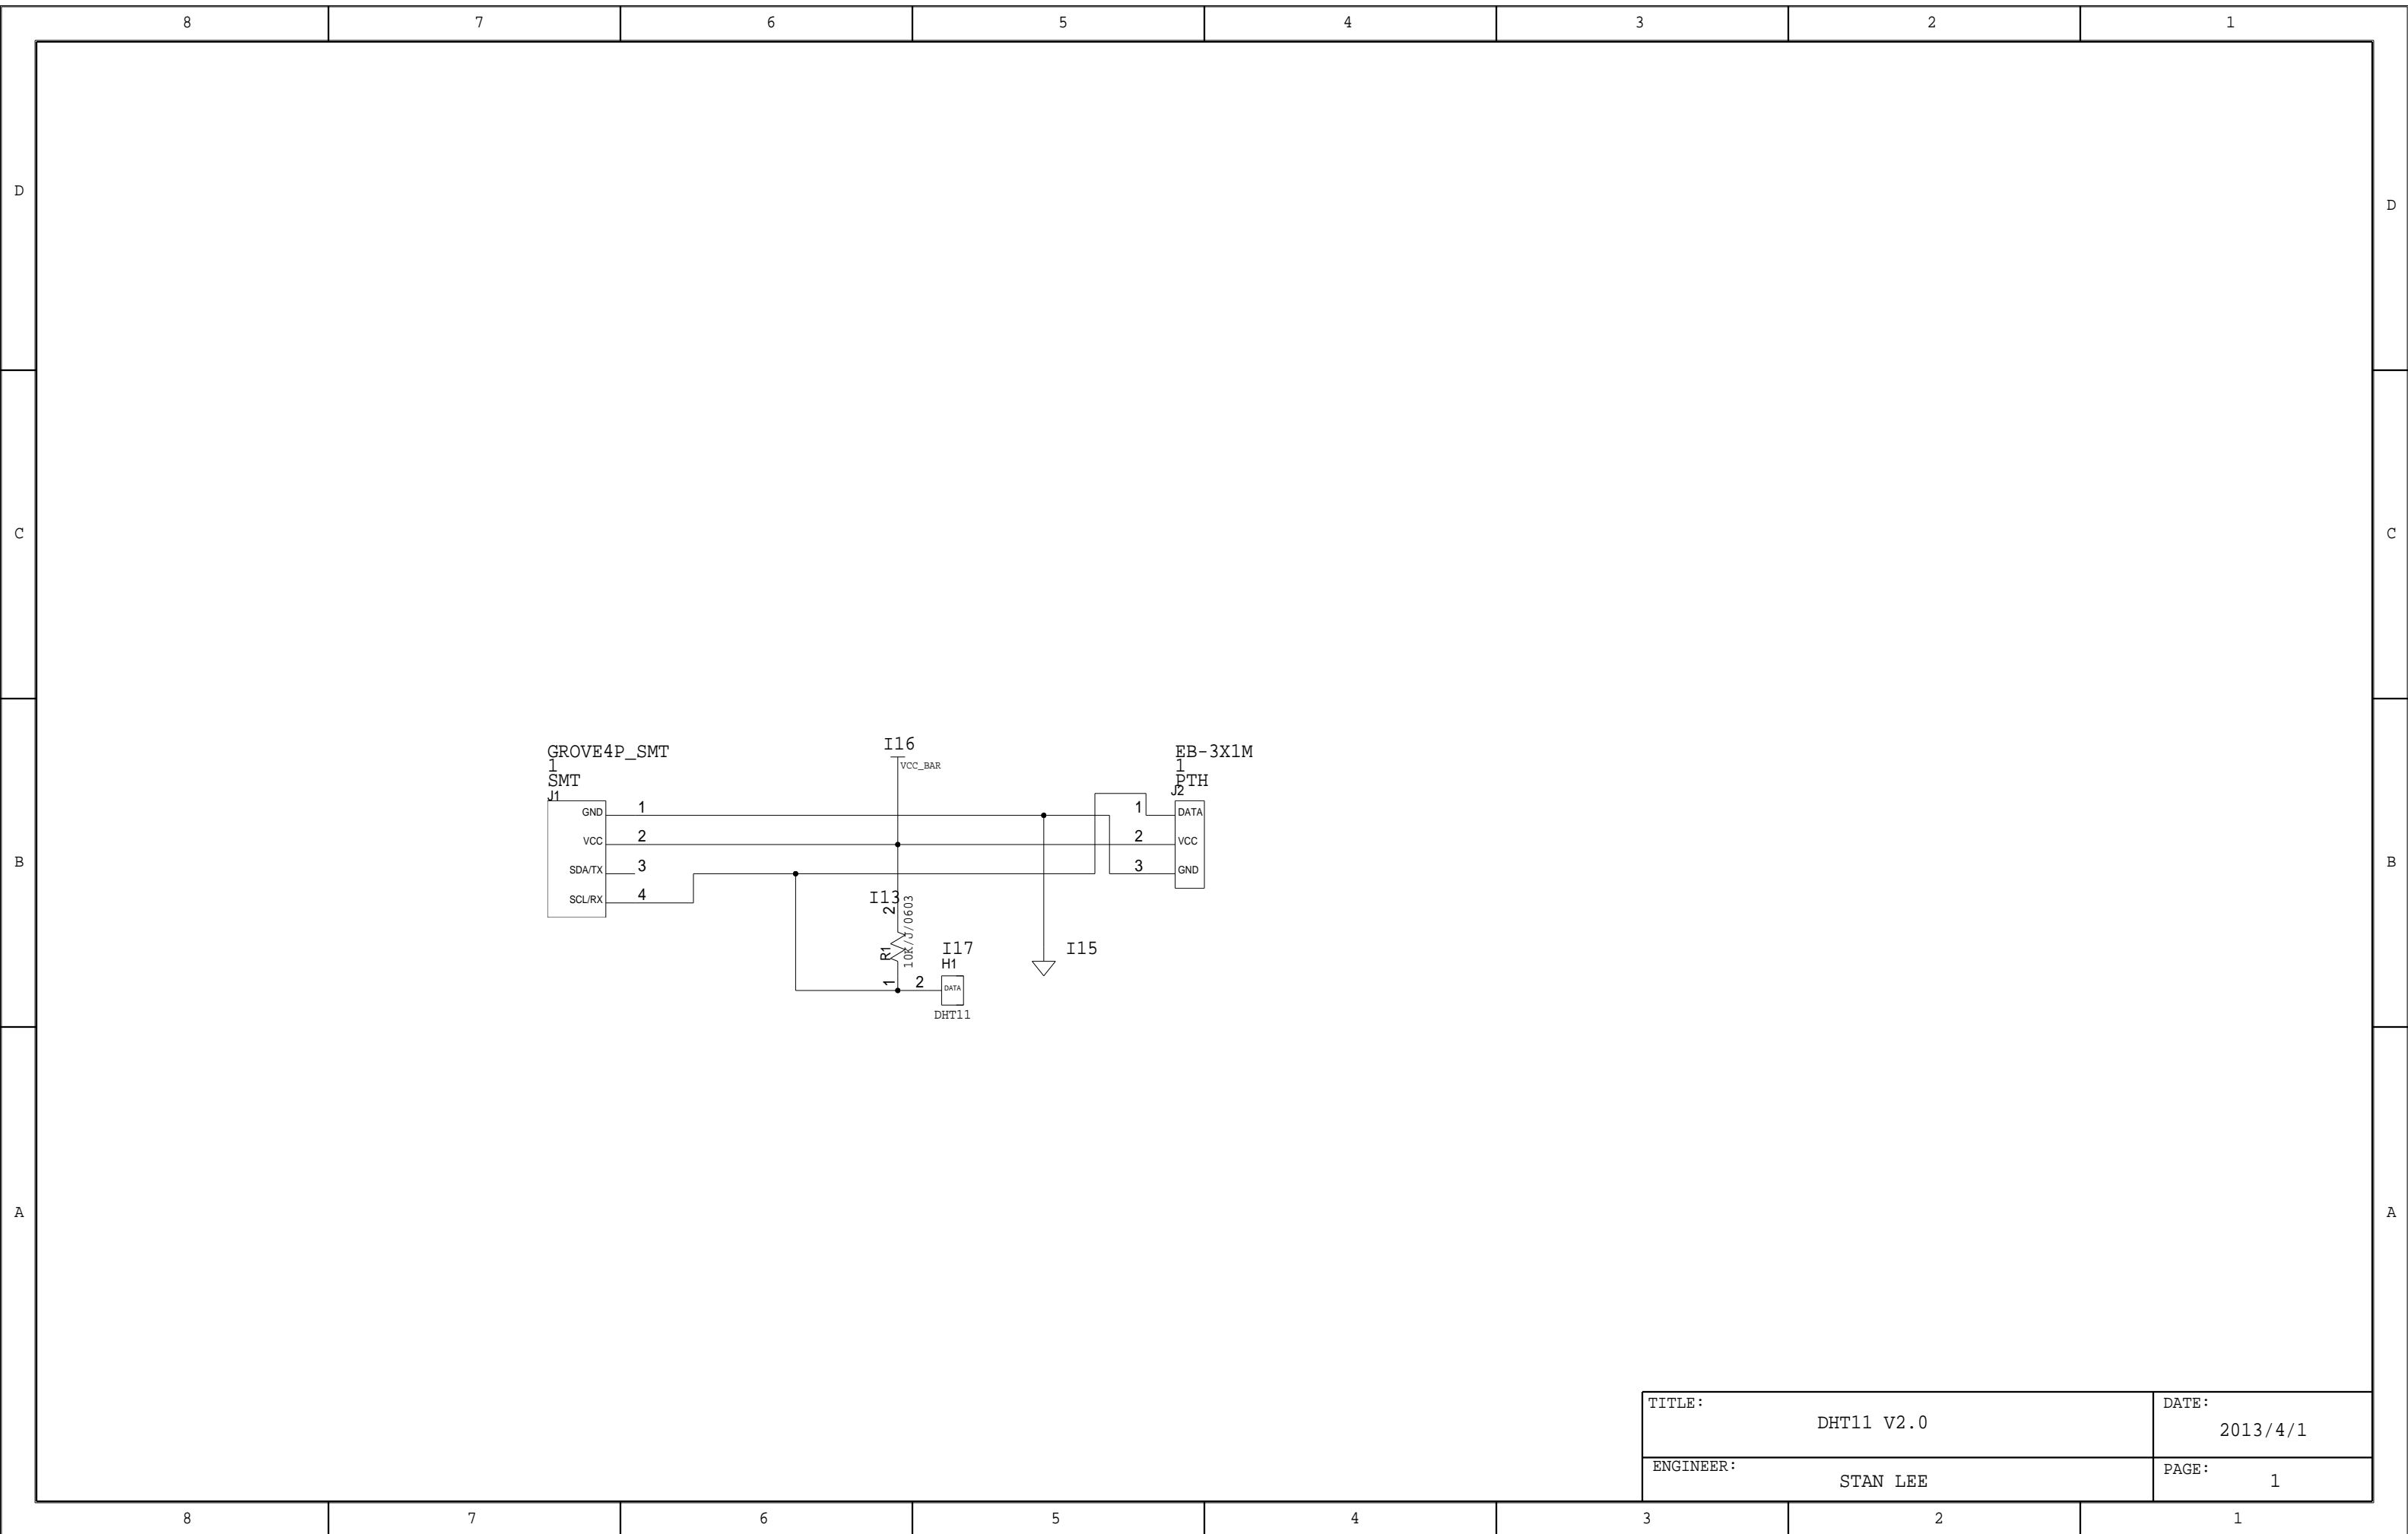 8 7 6 5 4 3 2 1
D D
C C
GROVE4P_SMT
1
SMT
J1
GND 1
VCC 2
SDA/TX 3
SCL/RX 4
I16
VCC_BAR
EB-3X1M
1
PTH
J2
1 DATA
2 VCC
3 GND
B B
I13
2
R1
10K/J/0603
1
I17
H1
2 DATA
DHT11
I15
A A
TITLE:
DHT11 V2.0
DATE:
2013/4/1
ENGINEER:
STAN LEE
PAGE:
1
8 7 6 5 4 3 2 1